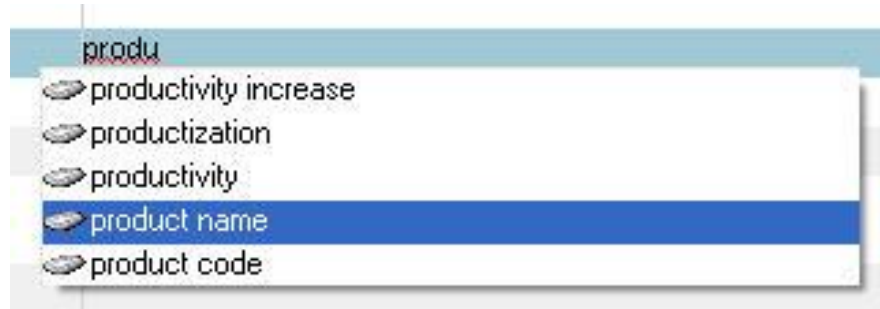 produ
productivity increase
productization
productivity
product name
product code